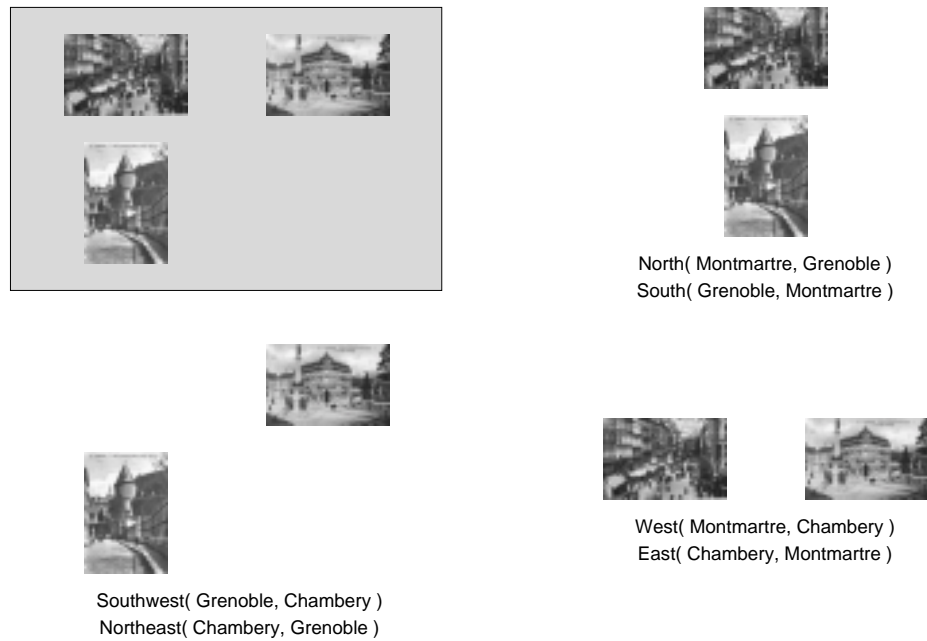 North( Montmartre, Grenoble )
South( Grenoble, Montmartre )
West( Montmartre, Chambery )
East( Chambery, Montmartre )
Southwest( Grenoble, Chambery )
Northeast( Chambery, Grenoble )